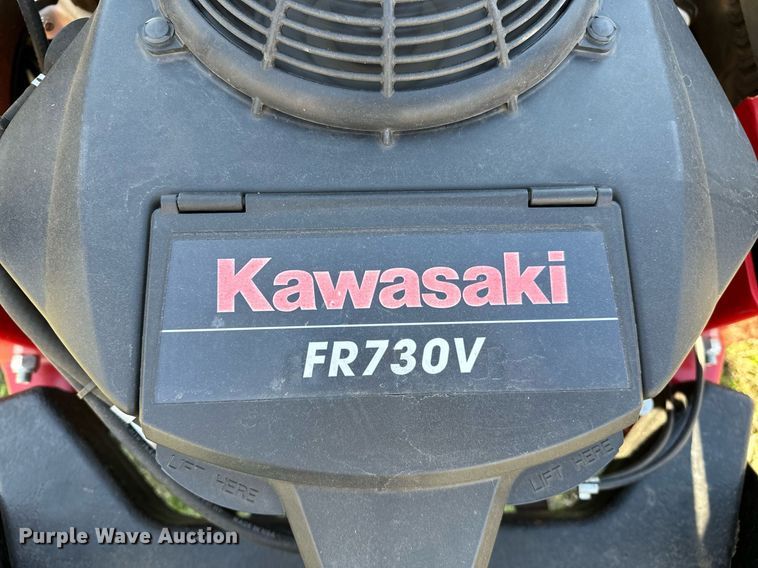 Kawasaki
FR730V
LIFT HERE
LIFT HERE
Purple Wave Auction